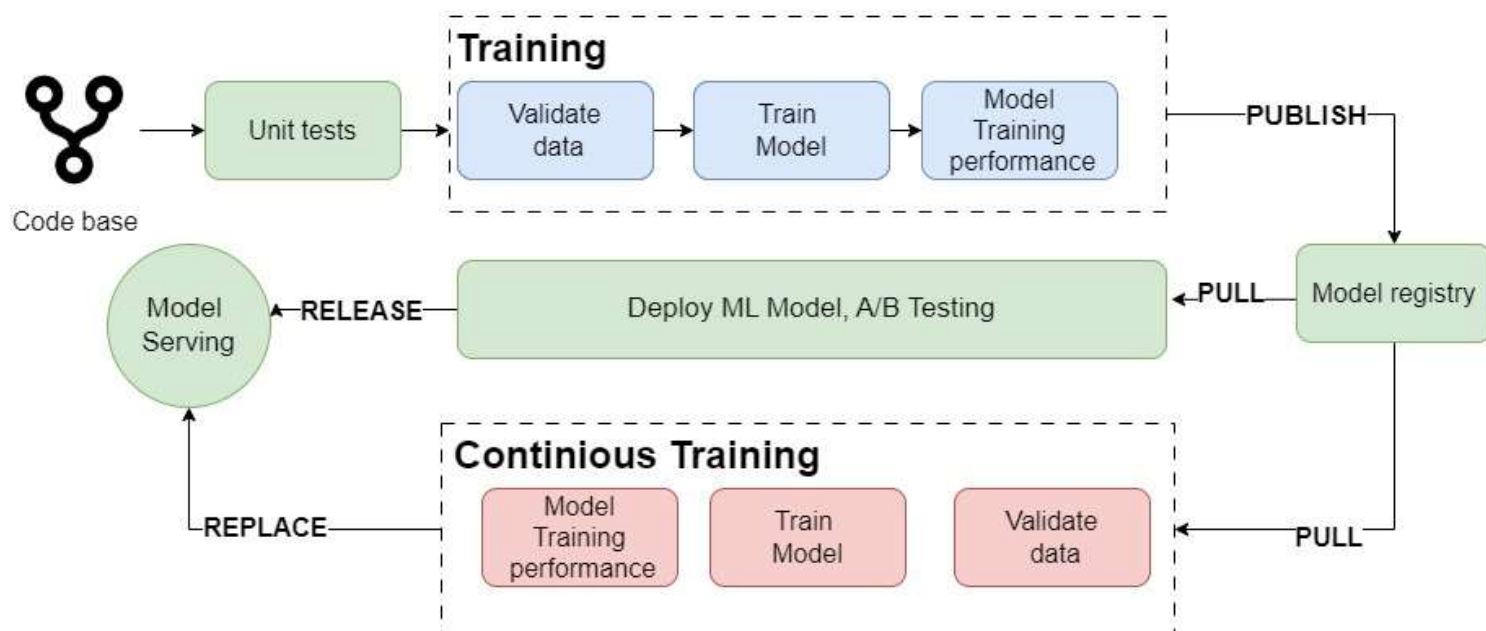 Training
Code base
Unit tests
Validate
data
Train
Model
Model
Training
performance
PUBLISH
Model registry
PULL
Deploy ML Model, A/B Testing
RELEASE
Model
Serving
Continious Training
Model
Training
performance
Train
Model
Validate
data
PULL
REPLACE